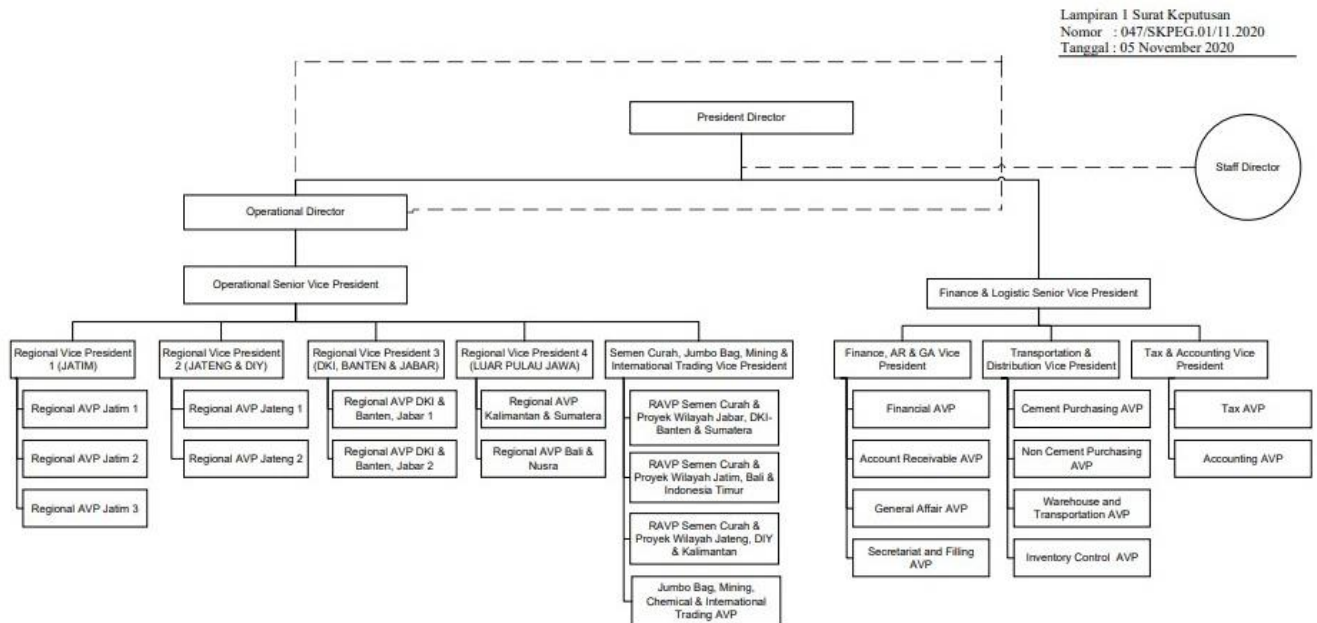 Lampiran 1 Surat Keputusan
Nomor : 047/SKPEG.01/11.2020
Tanggal : 05 November 2020
President Director
Staff Director
Operational Director
Operational Senior Vice President
Finance & Logistic Senior Vice President
Regional Vice President
1 (JATIM)
Regional AVP Jatim 1
Regional AVP Jatim 2
Regional AVP Jatim 3
Regional Vice President
2 (JATENG & DIY)
Regional AVP Jateng 1
Regional AVP Jateng 2
Regional Vice President 3
(DKI, BANTEN & JABAR)
Regional AVP DKI &
Banten, Jabar 1
Regional AVP DKI &
Banten, Jabar 2
Regional Vice President 4
(LUAR PULAU JAWA)
Regional AVP
Kalimantan & Sumatera
Regional AVP Bali &
Nusra
Semen Curah, Jumbo Bag, Mining &
International Trading Vice President
RAVP Semen Curah &
Proyek Wilayah Jabar, DKI-
Banten & Sumatera
RAVP Semen Curah &
Proyek Wilayah Jatim, Bali &
Indonesia Timur
RAVP Semen Curah &
Proyek Wilayah Jateng, DIY
& Kalimantan
Jumbo Bag, Mining,
Chemical & International
Trading AVP
Finance, AR & GA Vice
President
Financial AVP
Account Receivable AVP
General Affair AVP
Secretariat and Filling
AVP
Transportation &
Distribution Vice President
Cement Purchasing AVP
Non Cement Purchasing
AVP
Warehouse and
Transportation AVP
Inventory Control AVP
Tax & Accounting Vice
President
Tax AVP
Accounting AVP